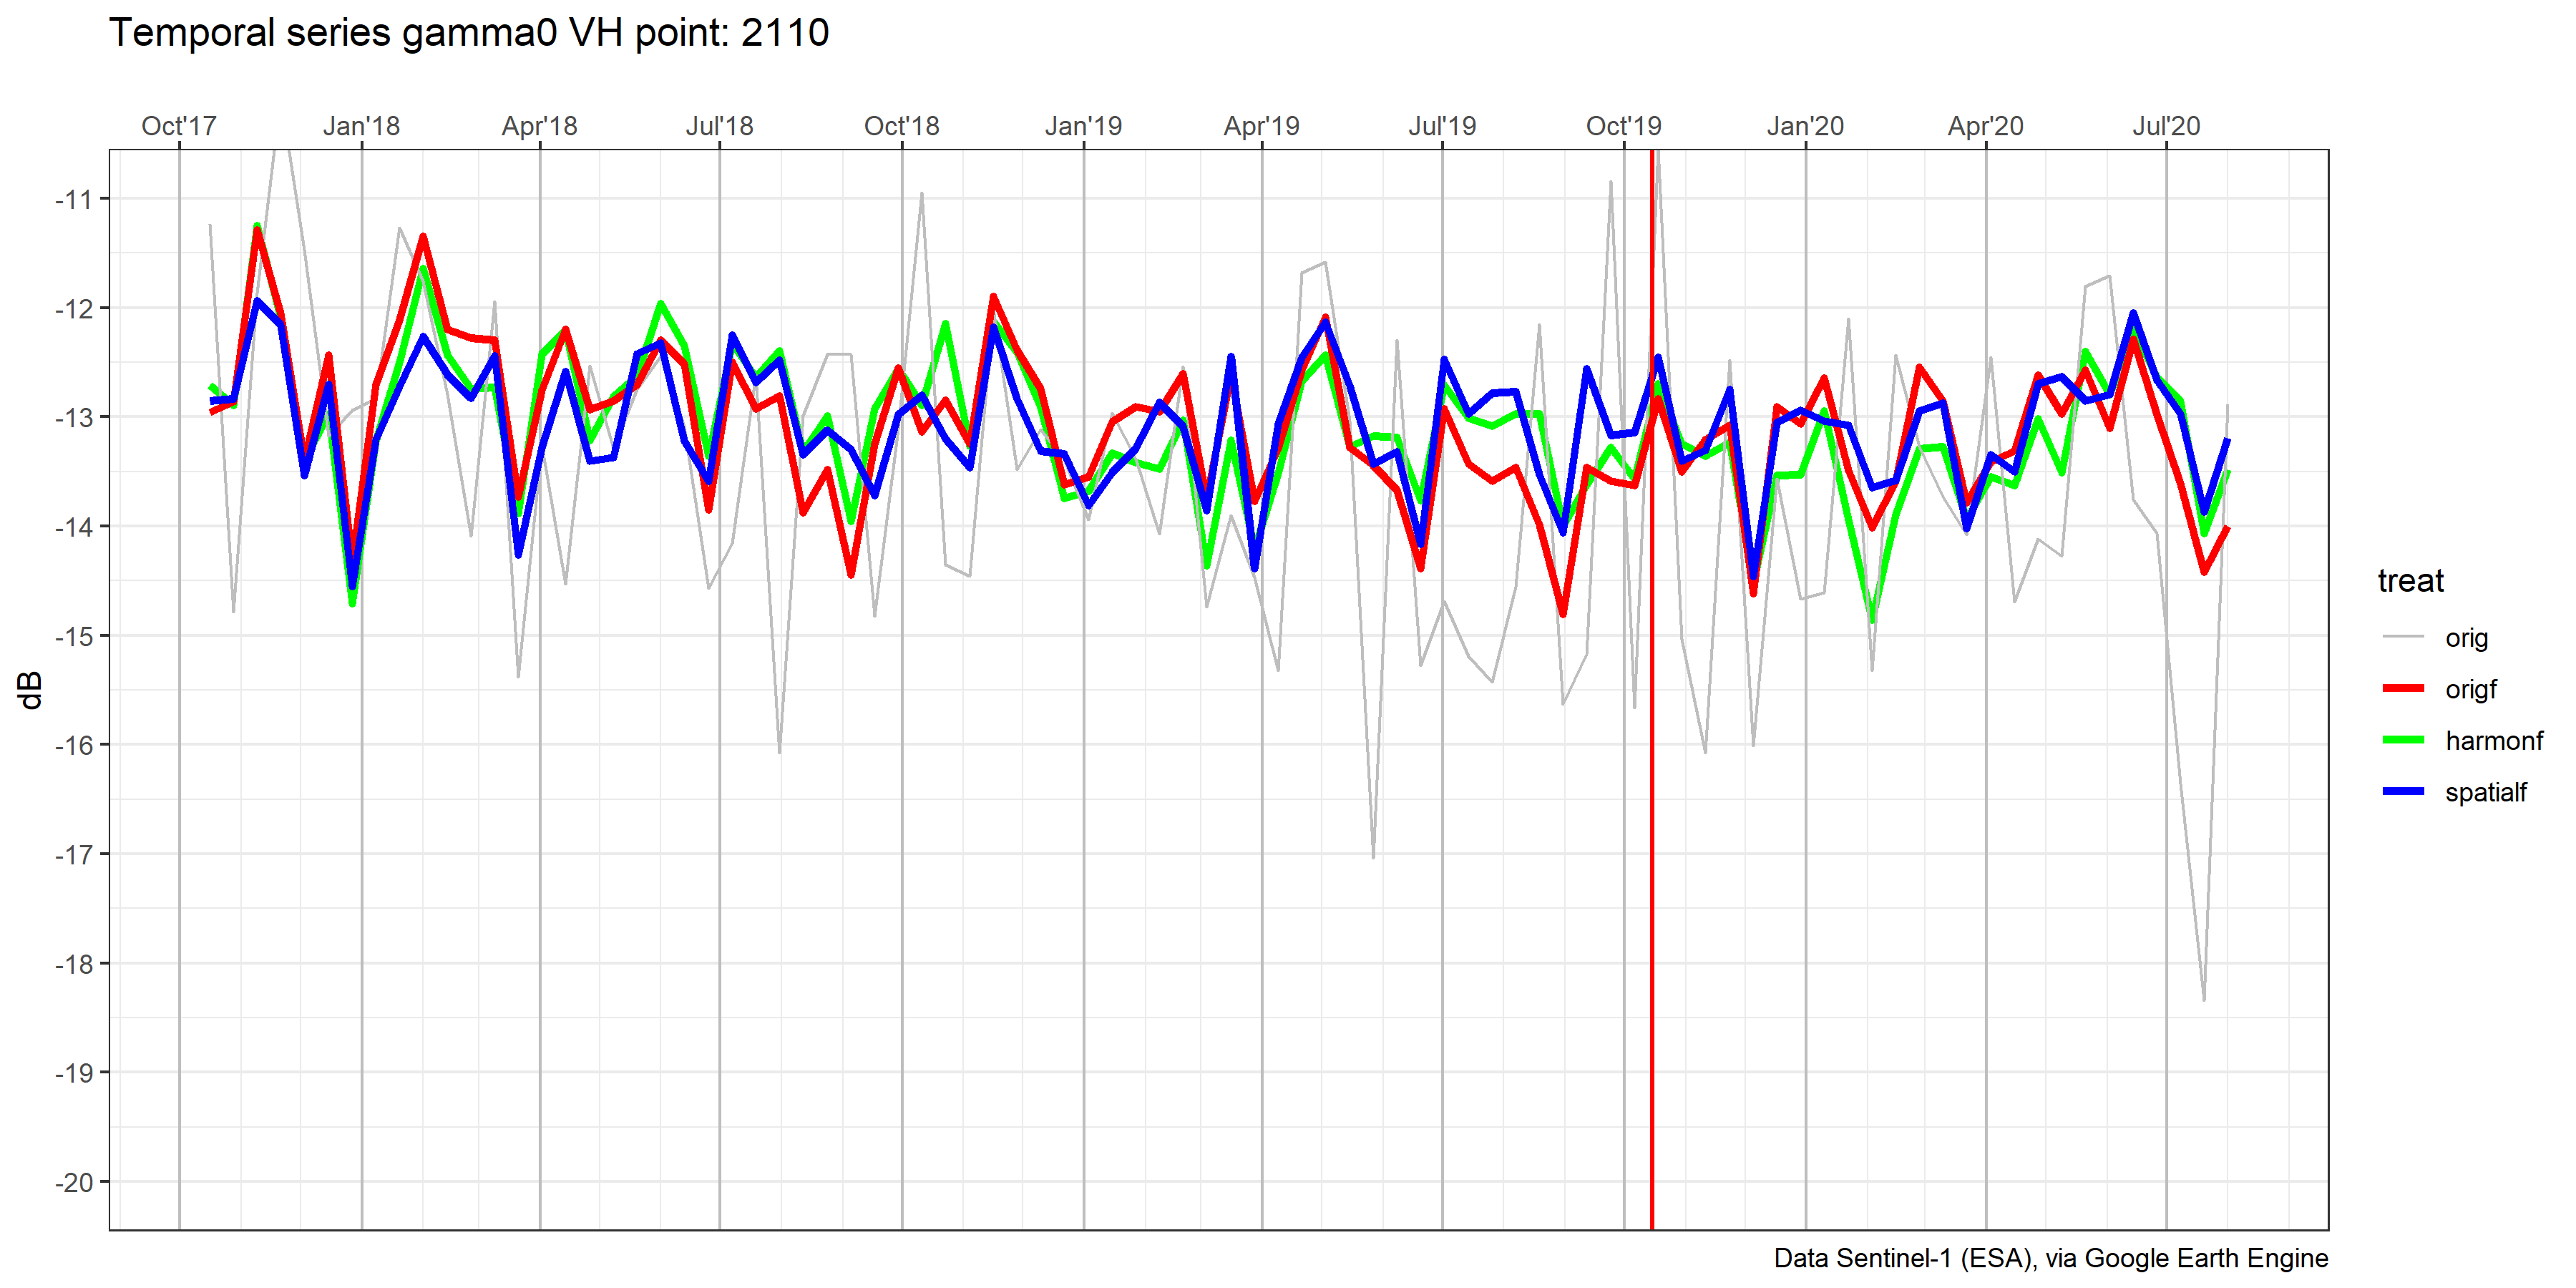 Temporal series gamma0 VH point: 2110
Oct'17 Jan'18 Apr'18 Jul'18 Oct'18 Jan'19 Apr'19 Jul'19 Oct'19 Jan'20 Apr'20 Jul'20
-11
-12
-13
-14
-15
-16
-17
-18
-19
-20
dB
treat
orig
origf
harmonf
spatialf
Data Sentinel-1 (ESA), via Google Earth Engine